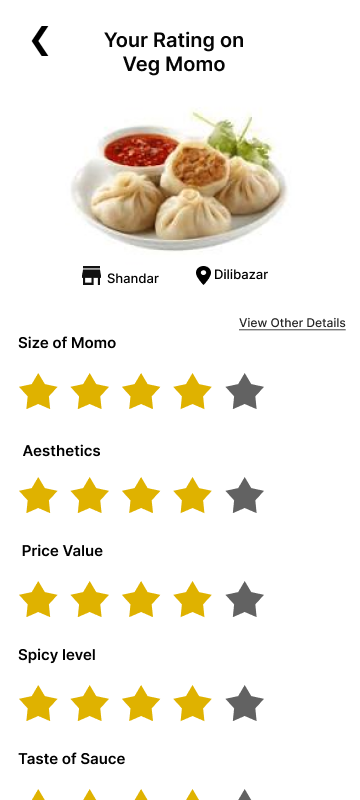 Your Rating on
Veg Momo
Shandar
Dilibazar
View Other Details
Size of Momo
Aesthetics
Price Value
Spicy level
Taste of Sauce